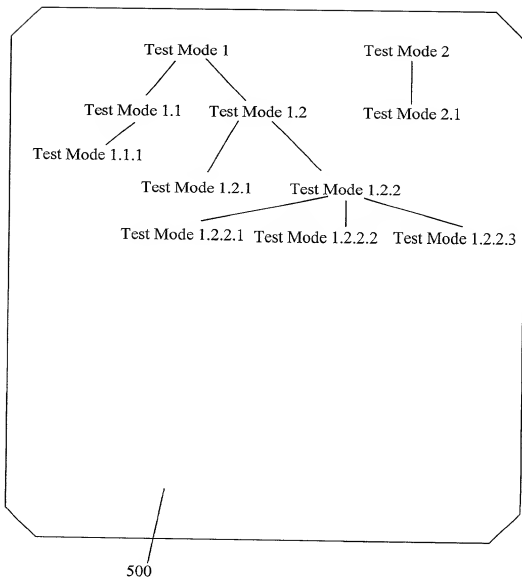 Test Mode 1 Test Mode 2
Test Mode 1.1 Test Mode 1.2 Test Mode 2.1
Test Mode 1.1.1
Test Mode 1.2.1 Test Mode 1.2.2
Test Mode 1.2.2.1 Test Mode 1.2.2.2 Test Mode 1.2.2.3
500